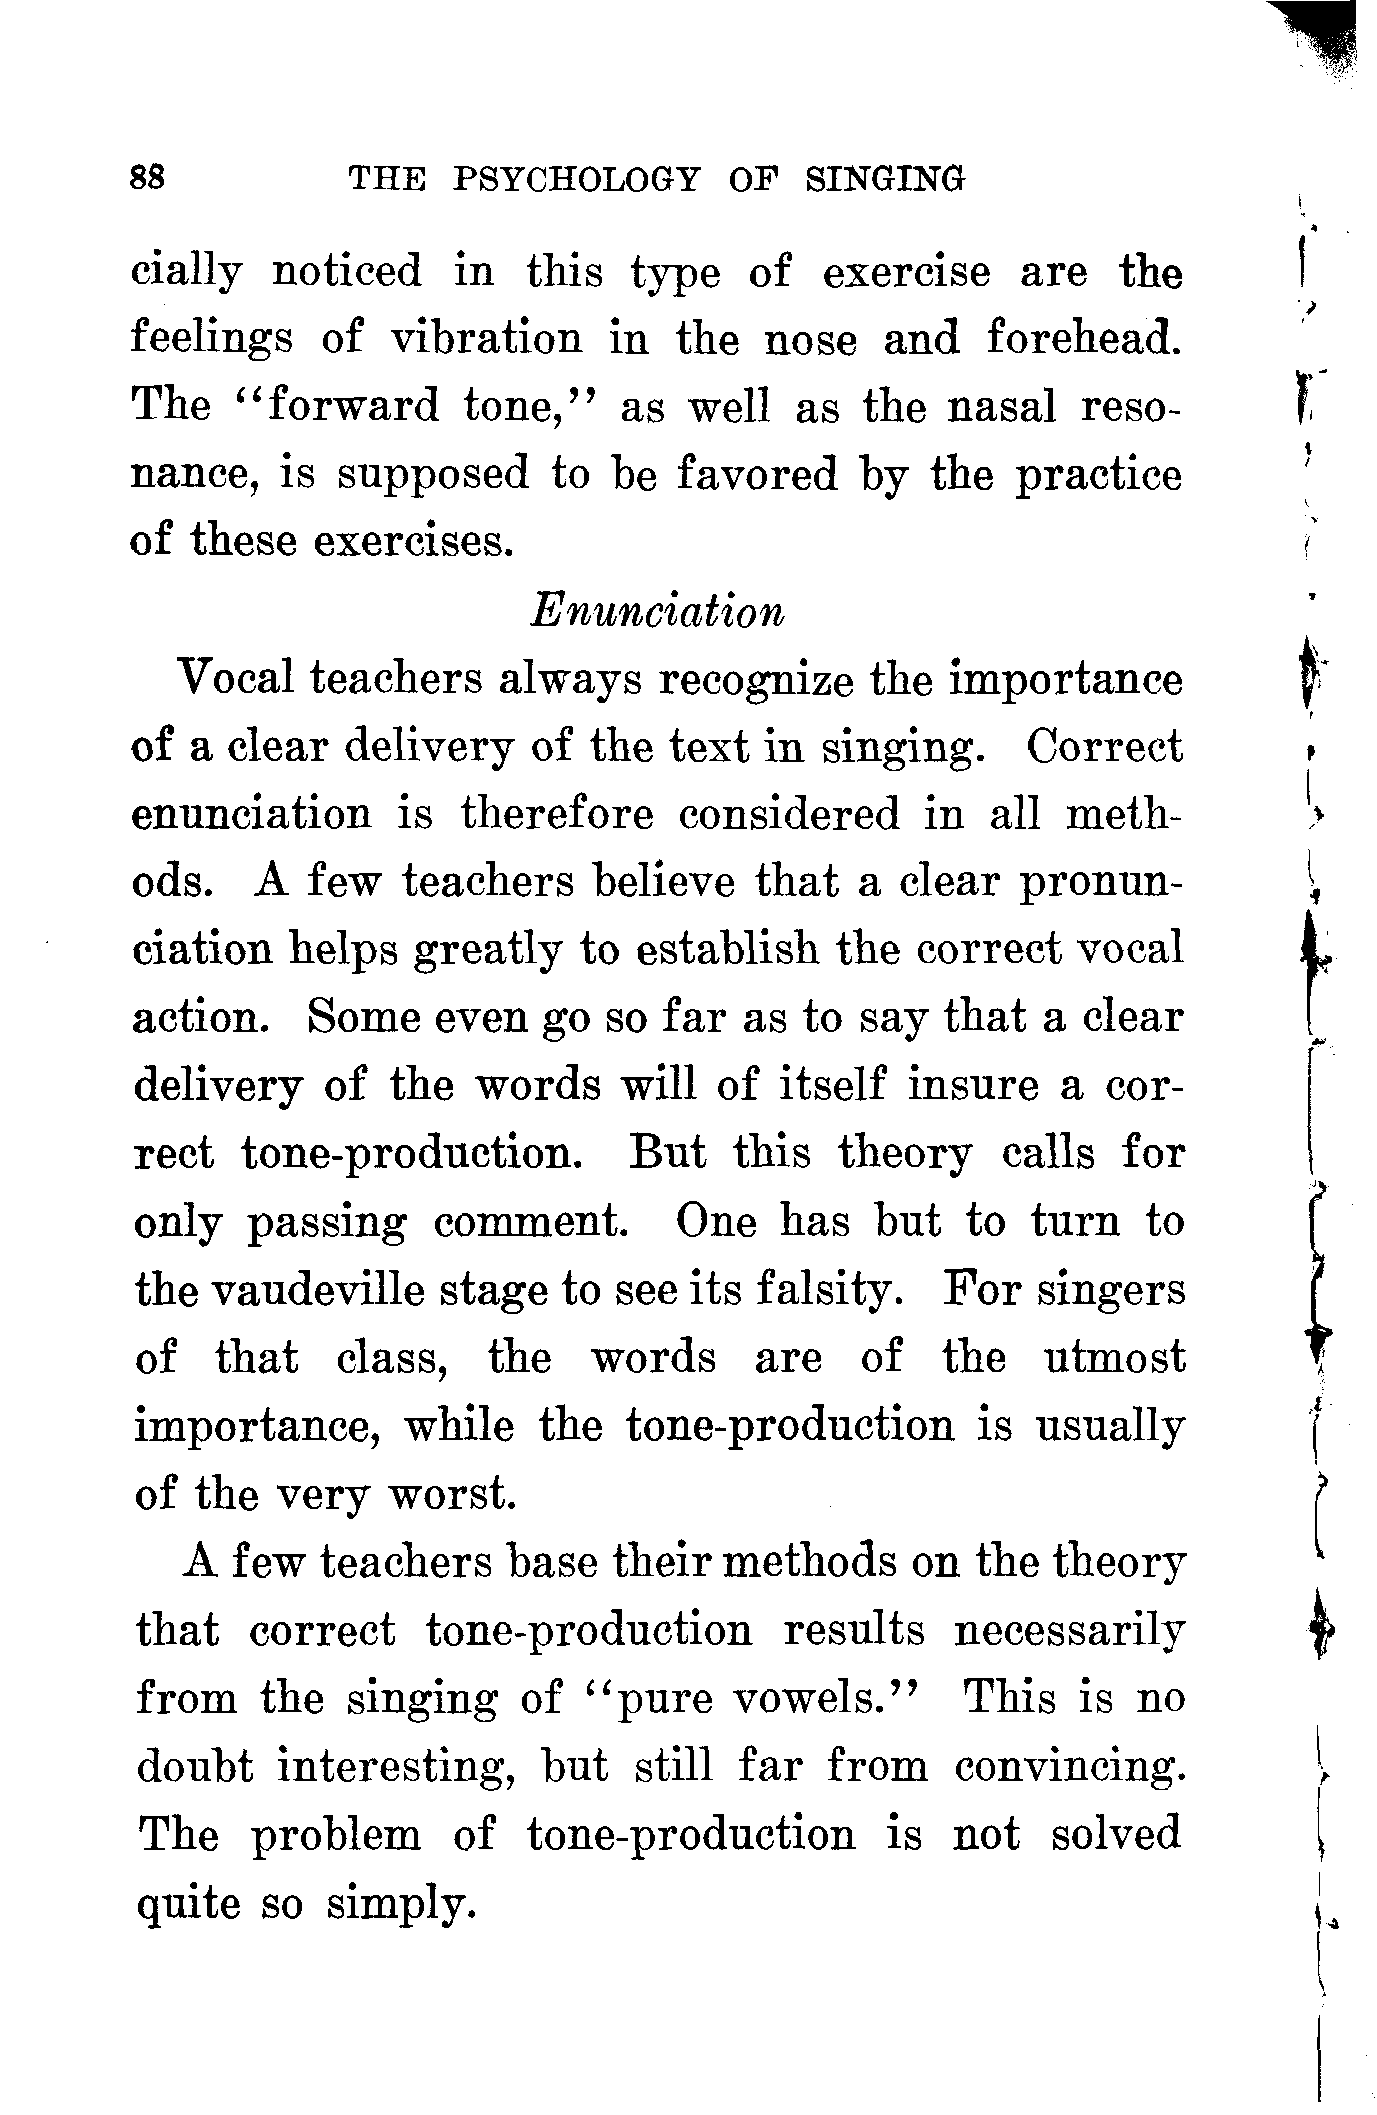 88 THE PSYCHOLOGY OF SINGING
cially noticed in this type of exercise are the
feelings of vibration in the nose and forehead.
The “forward tone,” as well as the nasal reso-
nance, is supposed to be favored by the practice
of these exercises.
Enunciation
Vocal teachers always recognize the importance
of a clear delivery of the text in singing. Correct
enunciation is therefore considered in all meth-
ods. A few teachers believe that a clear pronun-
ciation helps greatly to establish the correct vocal
action. Some even go so far as to say that a clear
delivery of the words will of itself insure a cor-
rect tone-production. But this theory calls for
only passing comment. One has but to turn to
the vaudeville stage to see its falsity. For singers
of that class, the words are of the utmost
importance, while the tone-production is usually
of the very worst.
A few teachers base their methods on the theory
that correct tone-production results necessarily
from the singing of “pure vowels.” This is no
doubt interesting, but still far from convincing.
The problem of tone-production is not solved
quite so simply.